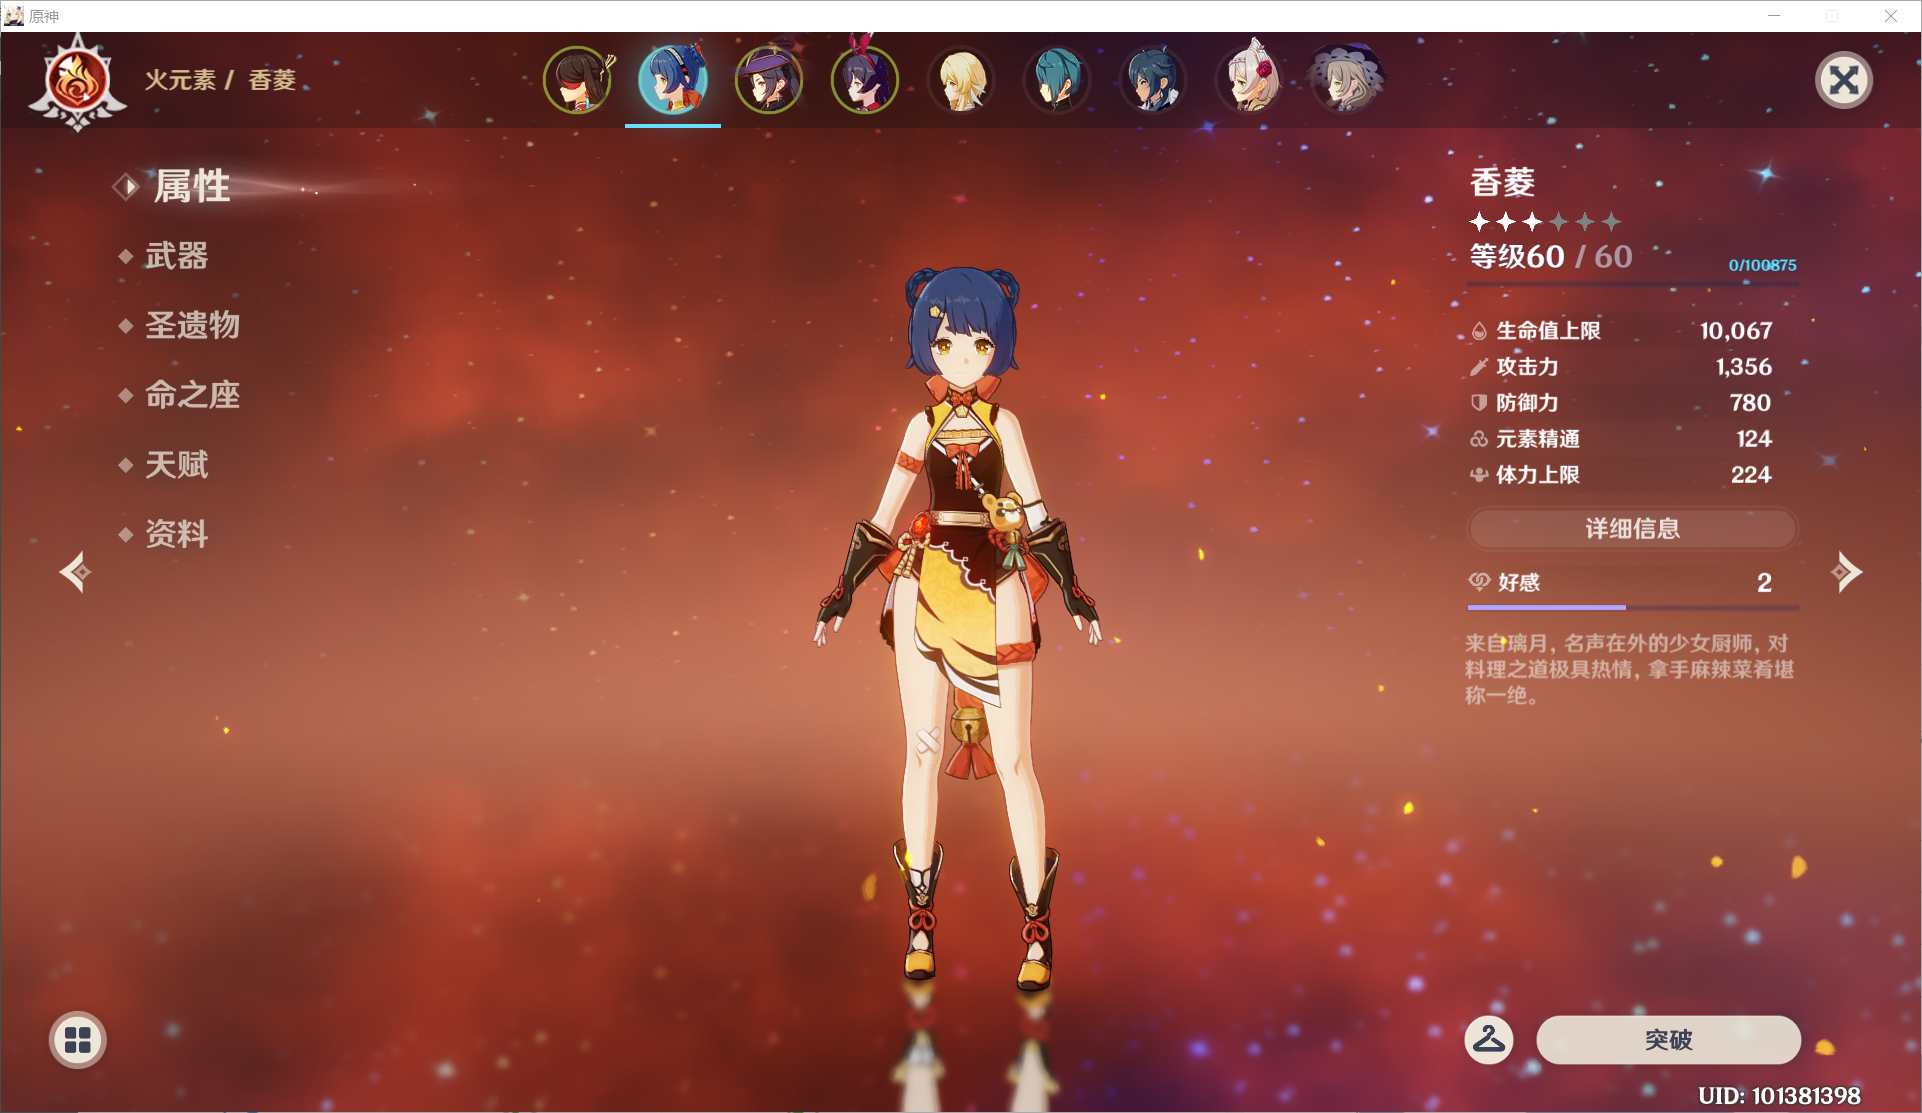 原神
火元素 / 香菱
属性
武器
圣遗物
命之座
天赋
资料
香菱
等级60 / 60
0/100875
生命值上限 10,067
攻击力 1,356
防御力 780
元素精通 124
体力上限 224
详细信息
好感 2
来自璃月，名声在外的少女厨师，对
料理之道极具热情，拿手麻辣菜肴堪
称一绝。
突破
UID: 101381398